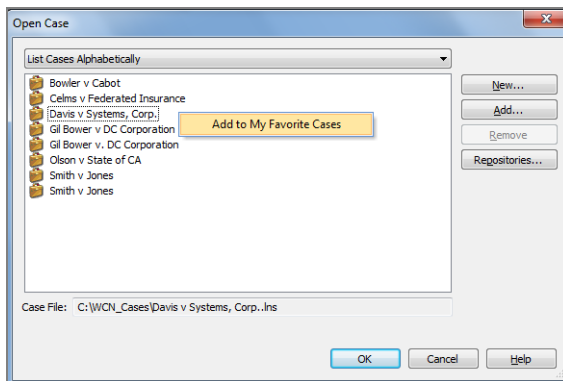 Open Case
List Cases Alphabetically
Bowler v Cabot
Celms v Federated Insurance
Davis v Systems, Corp.
Add to My Favorite Cases
Gil Bower v DC Corporation
Gil Bower v. DC Corporation
Olson v State of CA
Smith v Jones
Smith v Jones
New...
Add...
Remove
Repositories...
Case File: C:\WCN_Cases\Davis v Systems, Corp..lns
OK Cancel Help